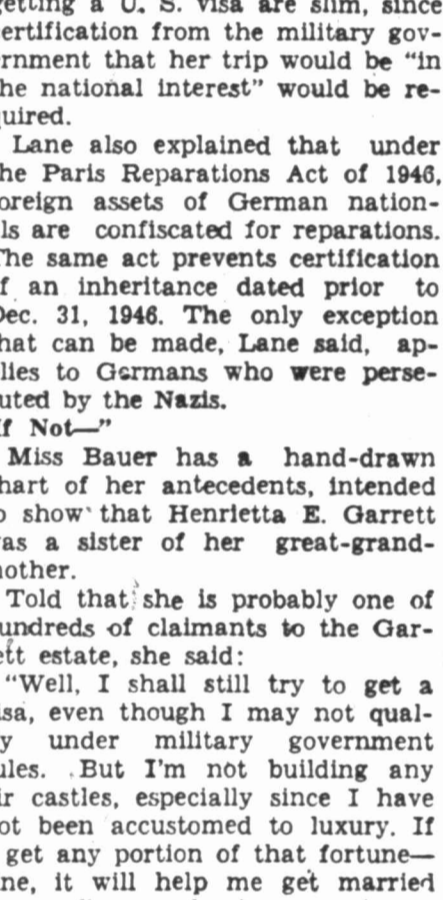 getting a U. S. visa are slim, since
ertification from the military gov-
ernment that her trip would be "in
he national interest" would be re-
quired.
Lane also explained that under
he Paris Reparations Act of 1946,
oreign assets of German nation-
ls are confiscated for reparations.
The same act prevents certification
f an inheritance dated prior to
Dec. 31, 1946. The only exception
hat can be made, Lane said, ap-
lies to Germans who were perse-
uted by the Nazis.
If Not—"
Miss Bauer has a hand-drawn
hart of her antecedents, intended
o show that Henrietta E. Garrett
was a sister of her great-grand-
mother.
Told that she is probably one of
hundreds of claimants to the Gar-
ett estate, she said:
"Well, I shall still try to get a
isa, even though I may not qual-
y under military government
ules. But I'm not building any
ir castles, especially since I have
ot been accustomed to luxury. If
get any portion of that fortune—
ne, it will help me get married